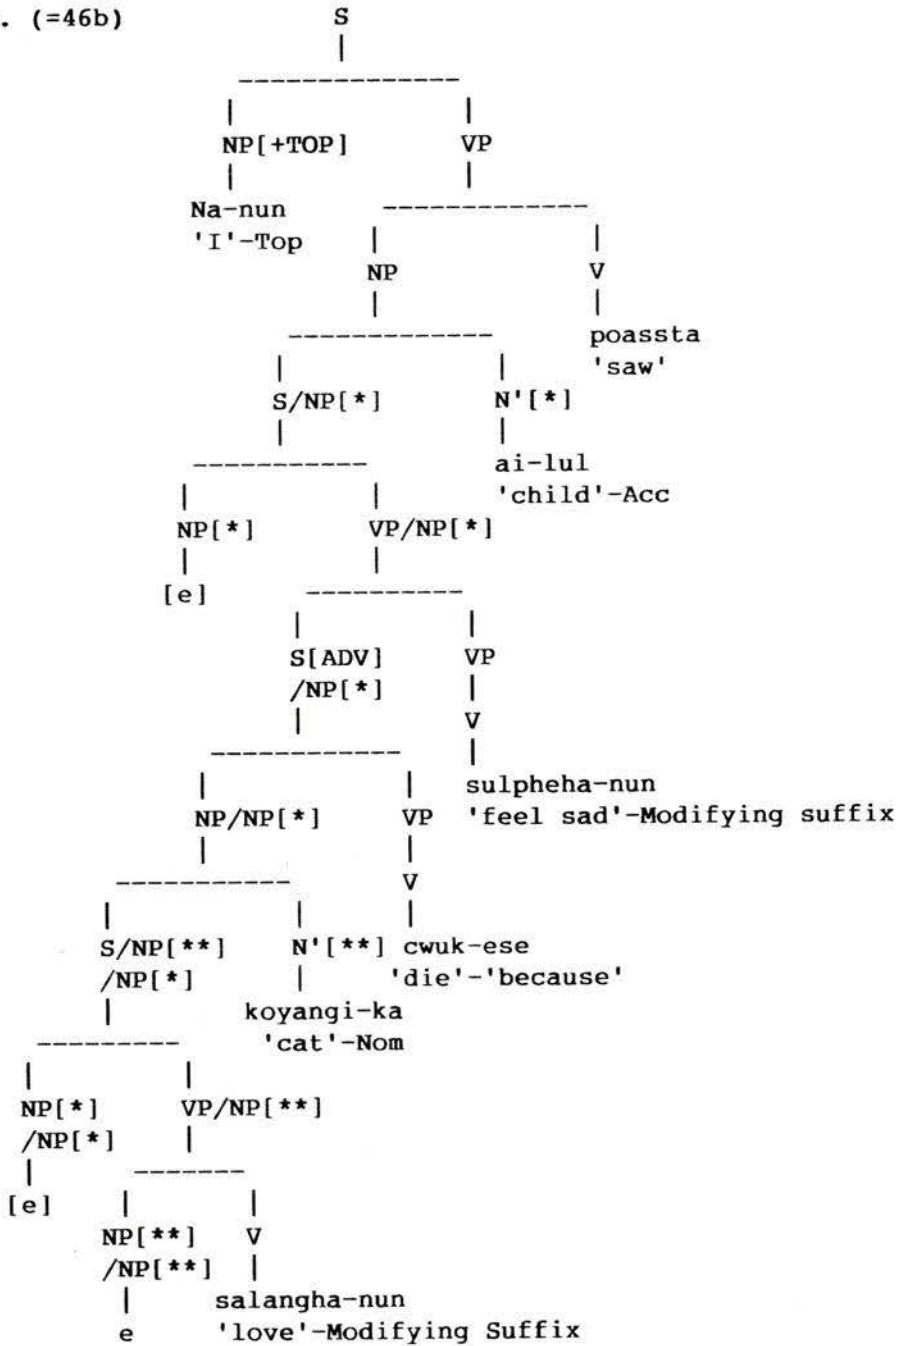 . (=46b) S
NP[+TOP] VP
Na-nun
'I'-Top
NP V
poassta
'saw'
S/NP[*] N'[*]
ai-lul
'child'-Acc
NP[*] VP/NP[*]
[e]
S[ADV] VP
/NP[*]
V
sulpheha-nun
NP/NP[*] VP 'feel sad'-Modifying suffix
V
S/NP[**] N'[**] cwuk-ese
/NP[*] 'die'-'because'
koyangi-ka
'cat'-Nom
NP[*] VP/NP[**]
/NP[*]
[e]
NP[**] V
/NP[**]
salangha-nun
e 'love'-Modifying Suffix